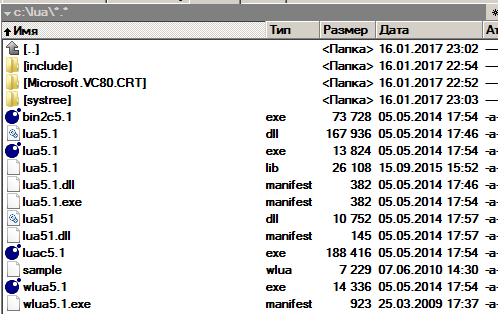 c:\lua\*.*
Имя Тип Размер Дата Ат
[..] <Папка> 16.01.2017 23:02 —
[include] <Папка> 16.01.2017 22:54 —
[Microsoft.VC80.CRT] <Папка> 16.01.2017 22:52 —
[systree] <Папка> 16.01.2017 23:03 —
bin2c5.1 exe 73 728 05.05.2014 17:54 -a-
lua5.1 dll 167 936 05.05.2014 17:46 -a-
lua5.1 exe 13 824 05.05.2014 17:54 -a-
lua5.1 lib 26 108 15.09.2015 15:52 -a-
lua5.1.dll manifest 382 05.05.2014 17:46 -a-
lua5.1.exe manifest 382 05.05.2014 17:54 -a-
lua51 dll 10 752 05.05.2014 17:57 -a-
lua51.dll manifest 145 05.05.2014 17:57 -a-
luac5.1 exe 188 416 05.05.2014 17:54 -a-
sample wlua 7 229 07.06.2010 14:30 -a-
wlua5.1 exe 14 336 05.05.2014 17:54 -a-
wlua5.1.exe manifest 923 25.03.2009 17:37 -a-